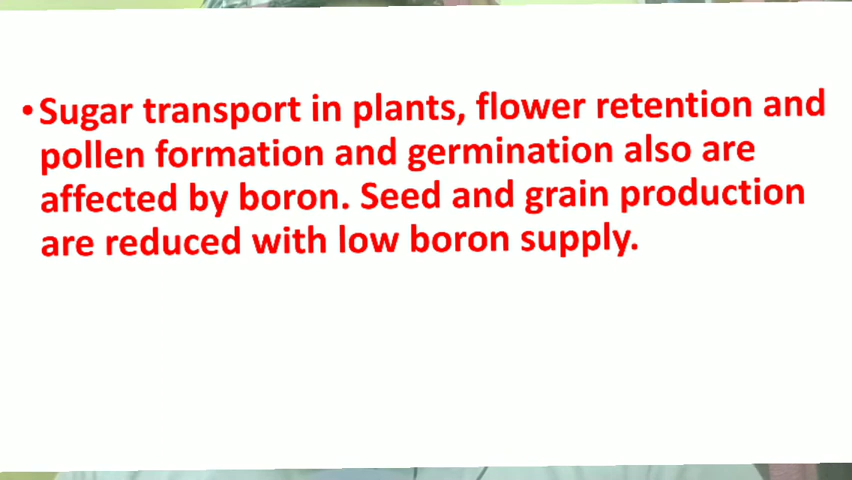 •Sugar transport in plants, flower retention and
pollen formation and germination also are
affected by boron. Seed and grain production
are reduced with low boron supply.